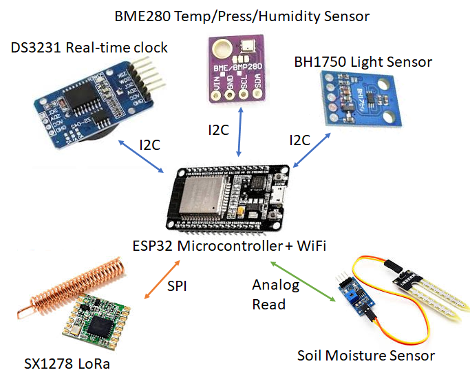 BME280 Temp/Press/Humidity Sensor
DS3231 Real-time clock
BME/BMP280
VIN GND SCL SDA
BH1750 Light Sensor
BH1750
I2C
I2C
I2C
ESP32 Microcontroller + WiFi
SPI
Analog
Read
SX1278 LoRa
Soil Moisture Sensor